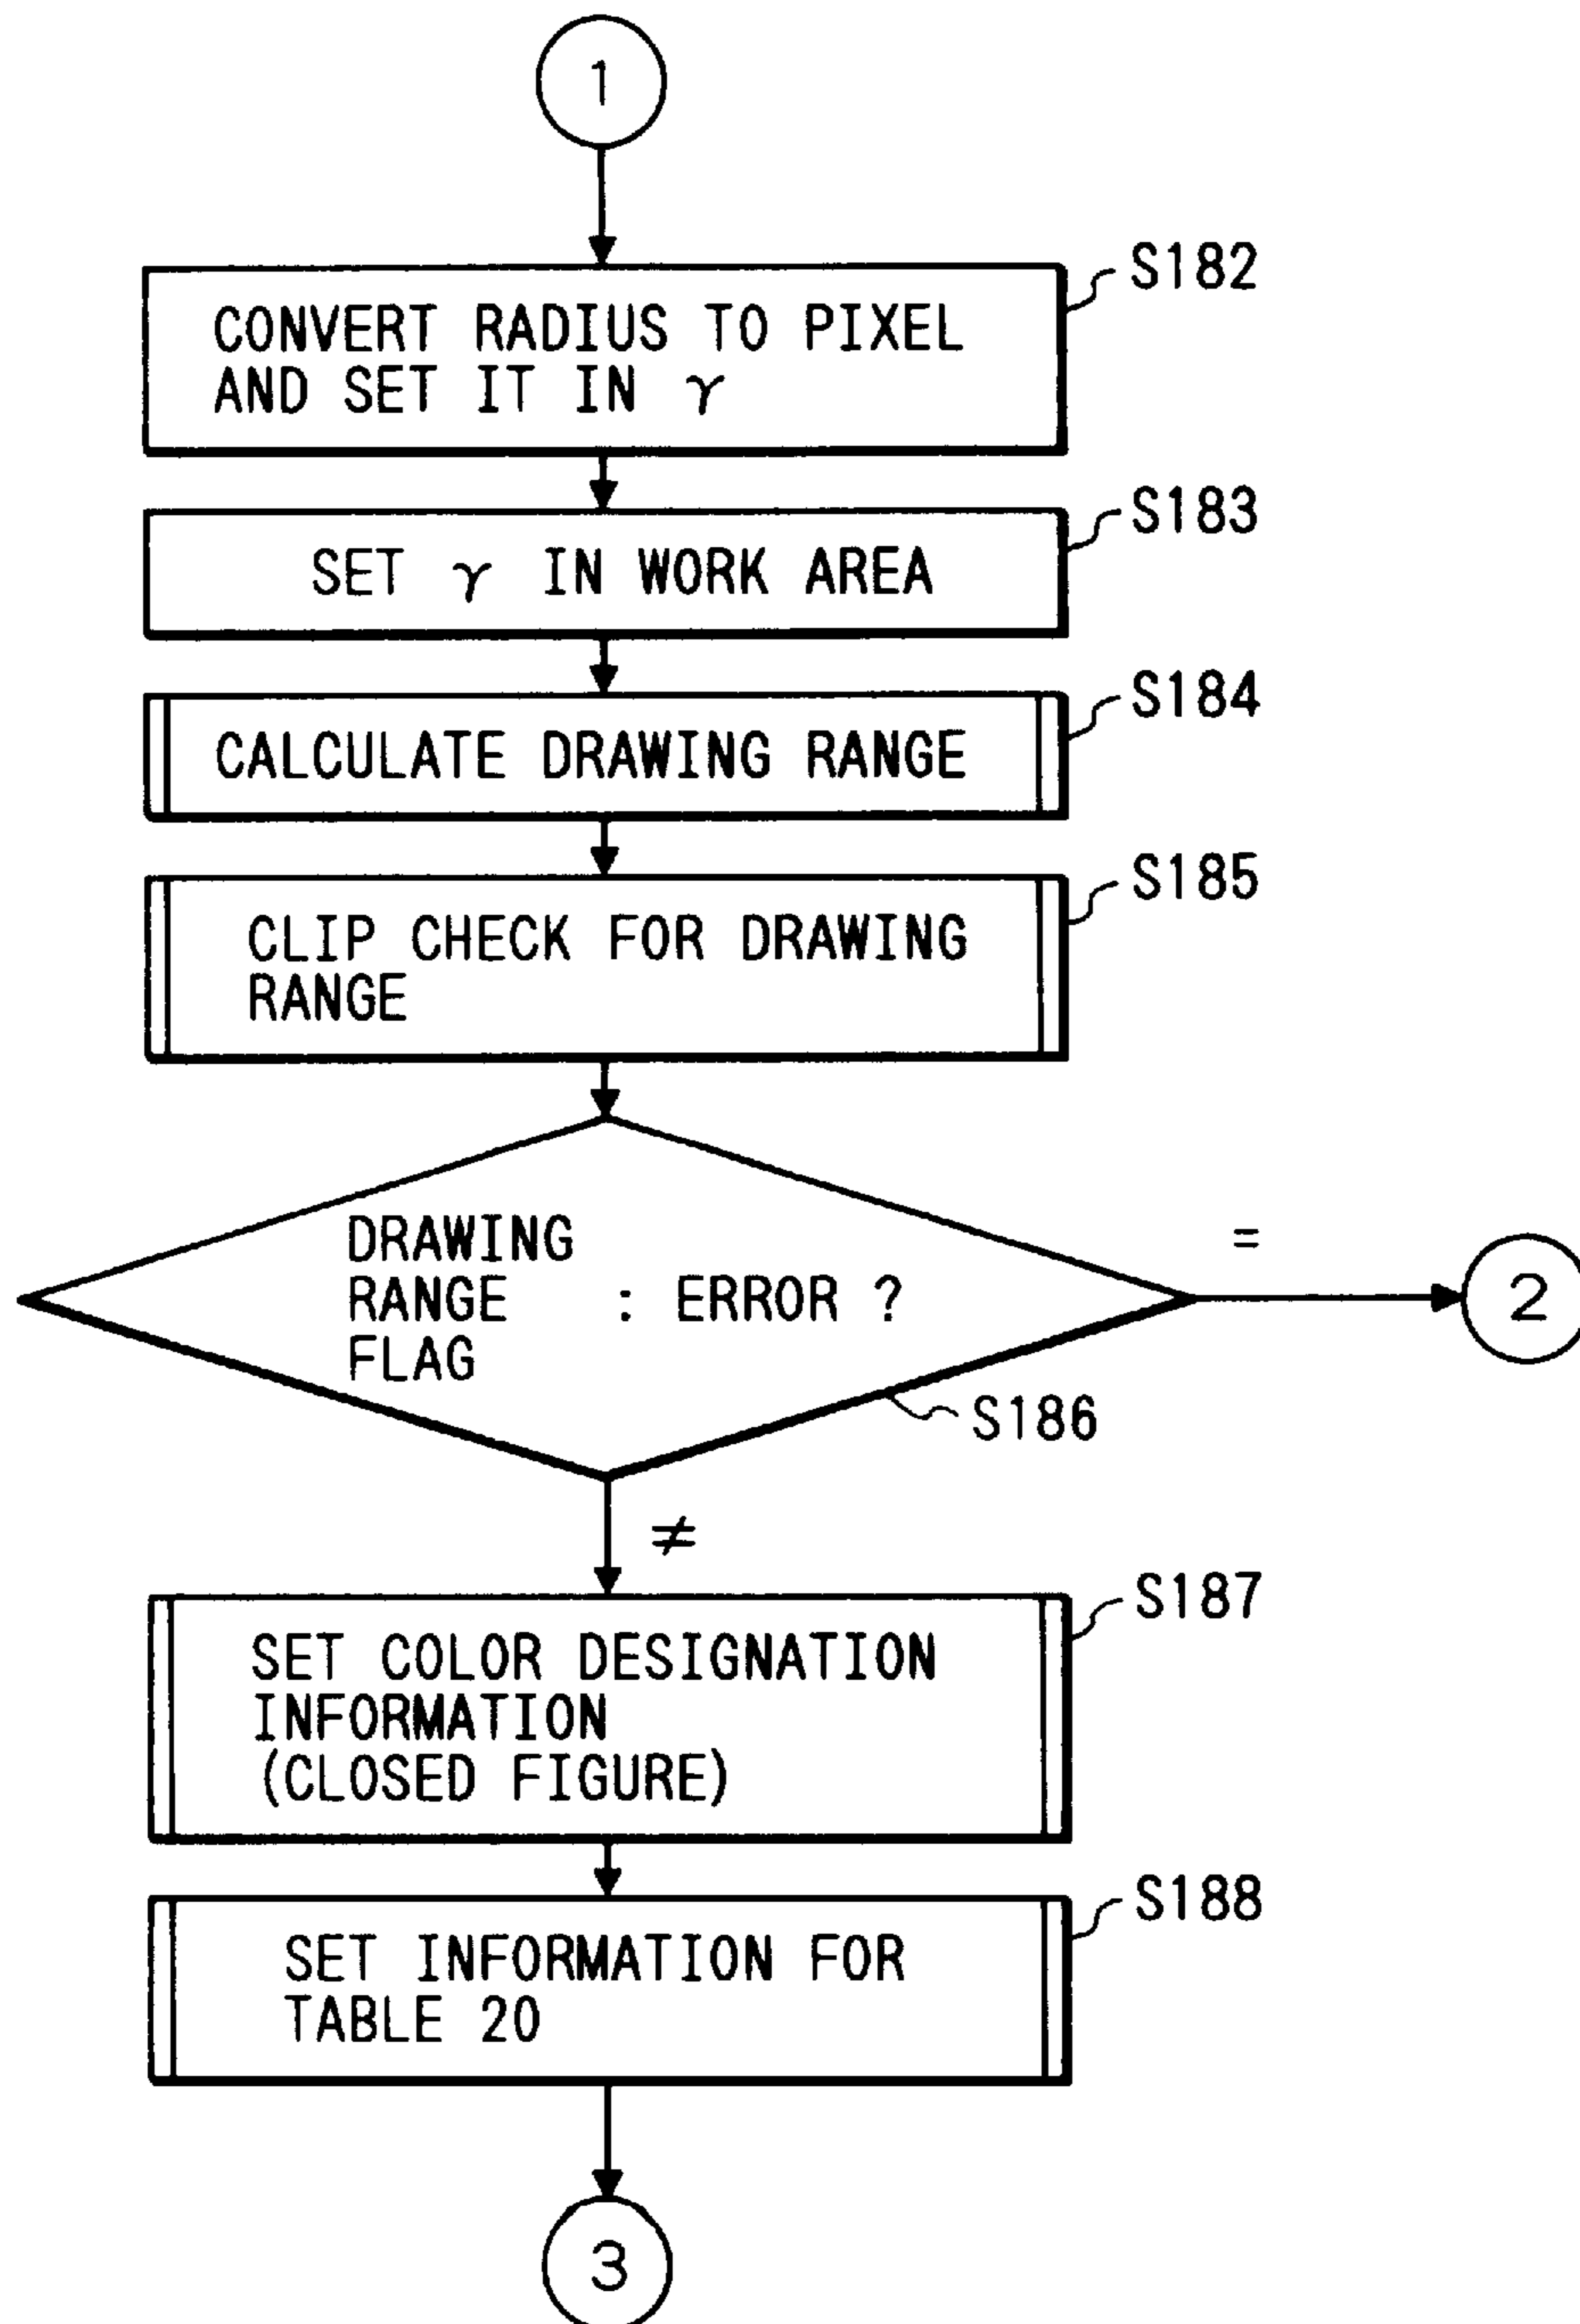 1
S182
CONVERT RADIUS TO PIXEL
AND SET IT IN γ
S183
SET γ IN WORK AREA
S184
CALCULATE DRAWING RANGE
S185
CLIP CHECK FOR DRAWING
RANGE
DRAWING
RANGE : ERROR ?
FLAG
=
2
S186
≠
S187
SET COLOR DESIGNATION
INFORMATION
(CLOSED FIGURE)
S188
SET INFORMATION FOR
TABLE 20
3